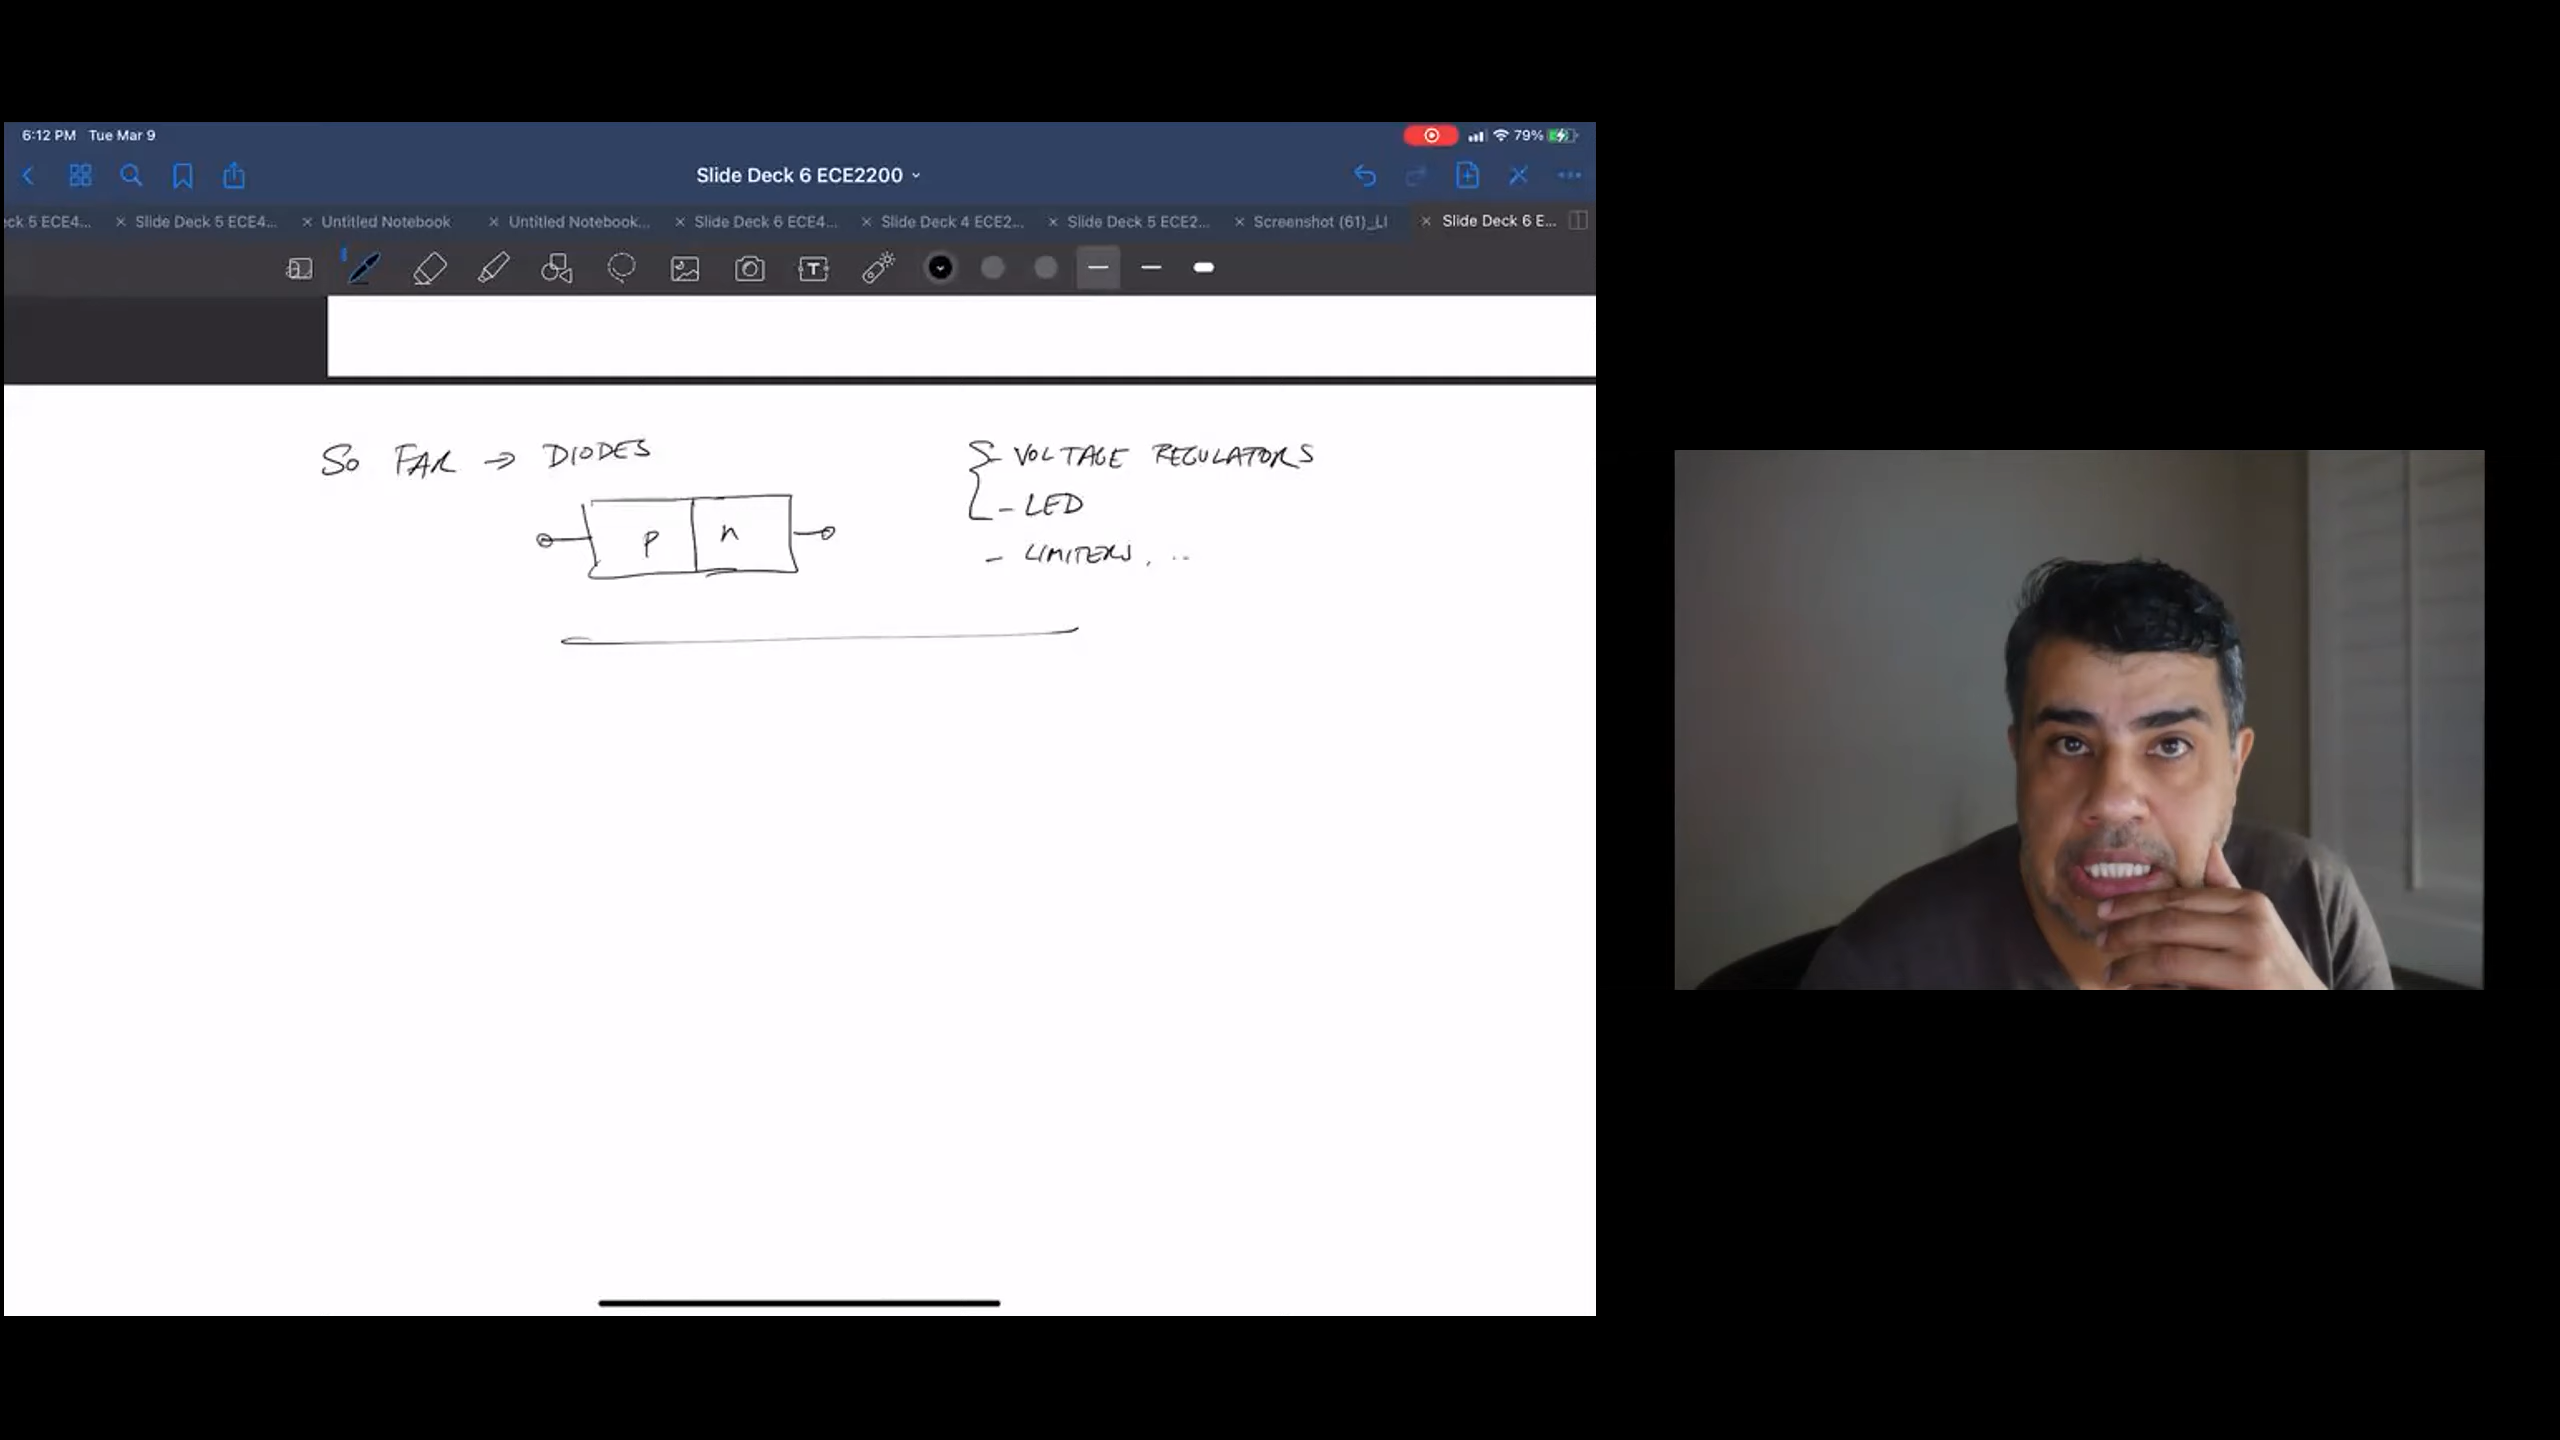 6:12 PM Tue Mar 9 79%
Slide Deck 6 ECE2200
ck 5 ECE4... Slide Deck 5 ECE4... Untitled Notebook Untitled Notebook... Slide Deck 6 ECE4... Slide Deck 4 ECE2... Slide Deck 5 ECE2... Screenshot (61)_LI Slide Deck 6 E...
T
SO FAR → DIODES
p n
- VOLTAGE REGULATORS
- LED
- LIMITERS, ..